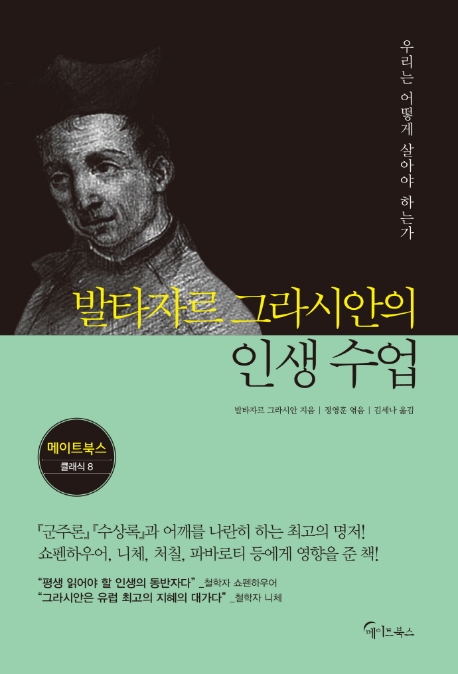 우리는 어떻게 살아야 하는가
발타자르 그라시안의
인생 수업
발타자르 그라시안 지음 | 정영훈 엮음 | 김세나 옮김
메이트북스
클래식 8
『군주론』 『수상록』과 어깨를 나란히 하는 최고의 명저!
쇼펜하우어, 니체, 처칠, 파바로티 등에게 영향을 준 책!
“평생 읽어야 할 인생의 동반자다” _철학자 쇼펜하우어
“그라시안은 유럽 최고의 지혜의 대가다” _철학자 니체
메이트북스